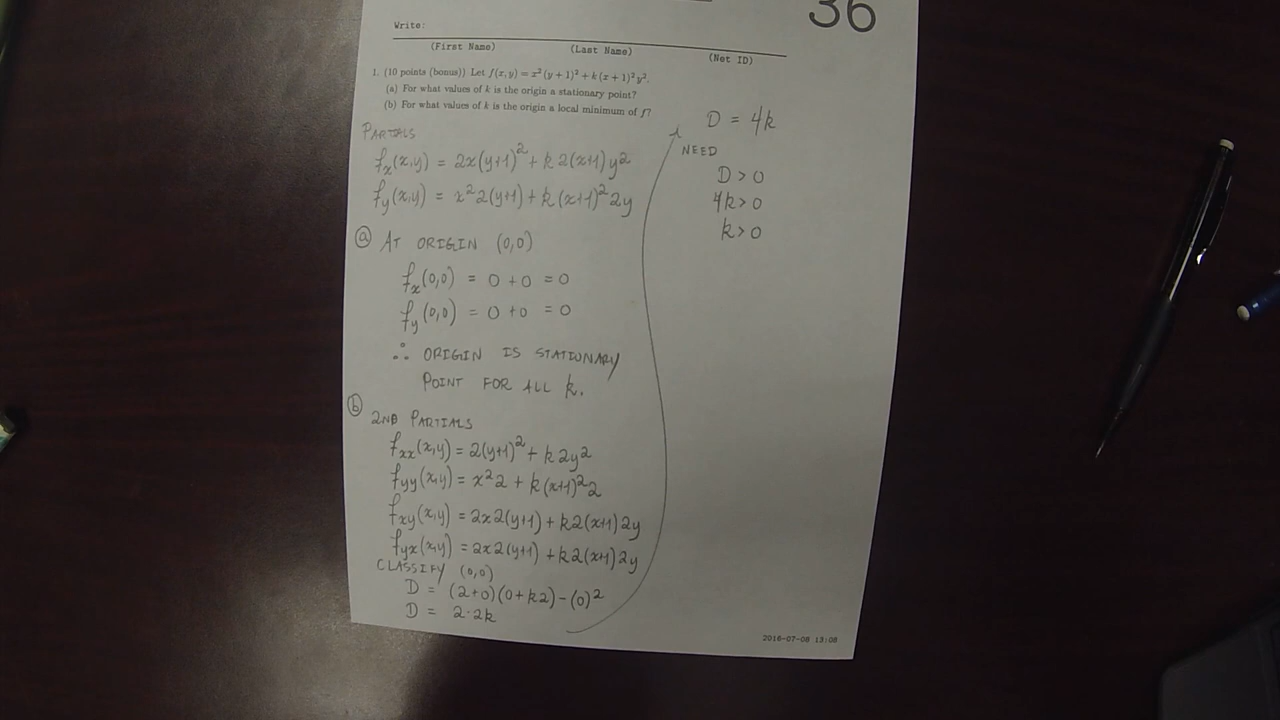 36
Write:
(First Name) (Last Name) (Net ID)
1. (10 points (bonus)) Let f(x, y) = x²(y + 1)² + k(x + 1)²y².
(a) For what values of k is the origin a stationary point?
(b) For what values of k is the origin a local minimum of f?
PARTIALS
fₓ(x,y) = 2x(y+1)² + k2(x+1)y²
f_y(x,y) = x²2(y+1) + k(x+1)²2y
ⓐ AT ORIGIN (0,0)
fₓ(0,0) = 0 + 0 = 0
f_y(0,0) = 0 + 0 = 0
∴ ORIGIN IS STATIONARY
POINT FOR ALL k.
ⓑ 2ND PARTIALS
fₓₓ(x,y) = 2(y+1)² + k2y²
f_yy(x,y) = x²2 + k(x+1)²2
f_xy(x,y) = 2x2(y+1) + k2(x+1)2y
f_yx(x,y) = 2x2(y+1) + k2(x+1)2y
CLASSIFY (0,0)
D = (2+0)(0+k2) - (0)²
D = 2·2k
D = 4k
NEED
D > 0
4k > 0
k > 0
2016-07-08 13:08